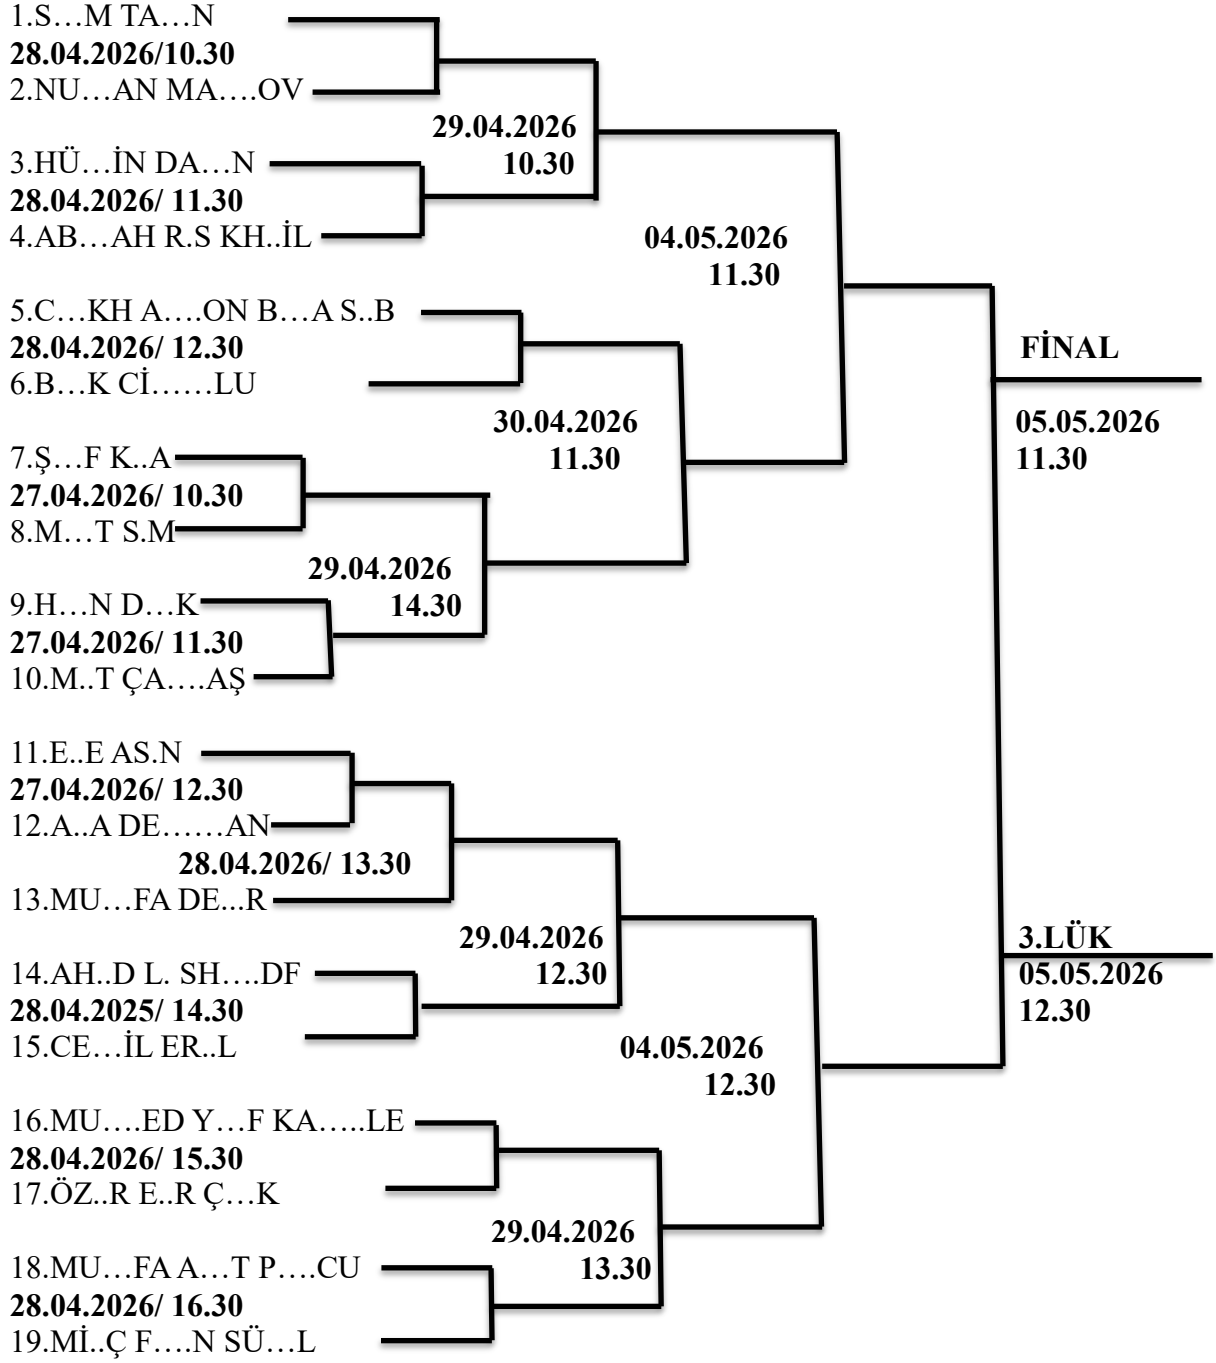 1.S…M TA…N
28.04.2026/10.30
2.NU…AN MA….OV
29.04.2026
10.30
3.HÜ…İN DA…N
28.04.2026/ 11.30
4.AB…AH R.S KH..İL
04.05.2026
11.30
5.C…KH A….ON B…A S..B
28.04.2026/ 12.30
6.B…K Cİ……LU
FİNAL
05.05.2026
11.30
30.04.2026
11.30
7.Ş…F K..A
27.04.2026/ 10.30
8.M…T S.M
29.04.2026
14.30
9.H…N D…K
27.04.2026/ 11.30
10.M..T ÇA….AŞ
11.E..E AS.N
27.04.2026/ 12.30
12.A..A DE……AN
28.04.2026/ 13.30
13.MU…FA DE...R
29.04.2026
12.30
3.LÜK
05.05.2026
12.30
14.AH..D L. SH….DF
28.04.2025/ 14.30
15.CE…İL ER..L
04.05.2026
12.30
16.MU….ED Y…F KA…..LE
28.04.2026/ 15.30
17.ÖZ..R E..R Ç…K
29.04.2026
13.30
18.MU…FA A…T P….CU
28.04.2026/ 16.30
19.Mİ..Ç F….N SÜ…L